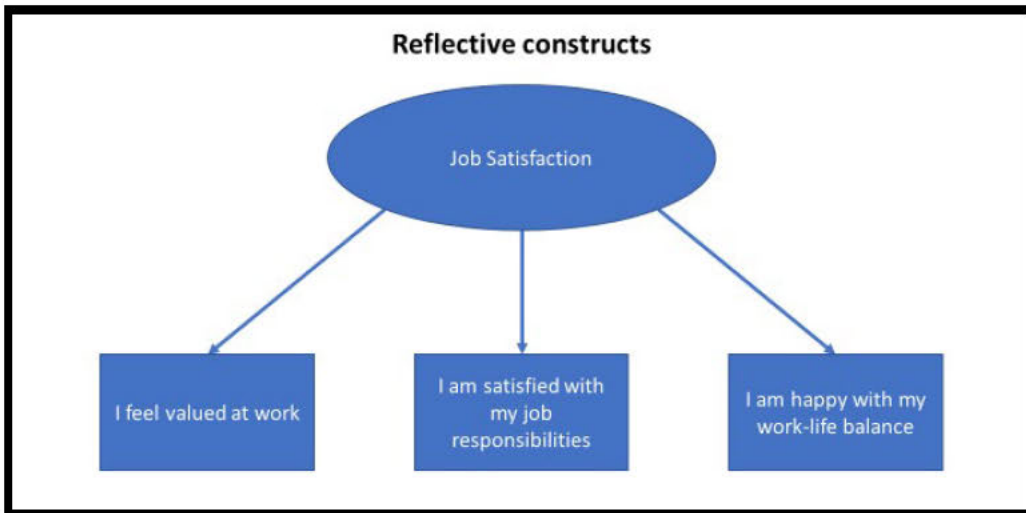 Reflective constructs
Job Satisfaction
I feel valued at work
I am satisfied with
my job
responsibilities
I am happy with my
work-life balance